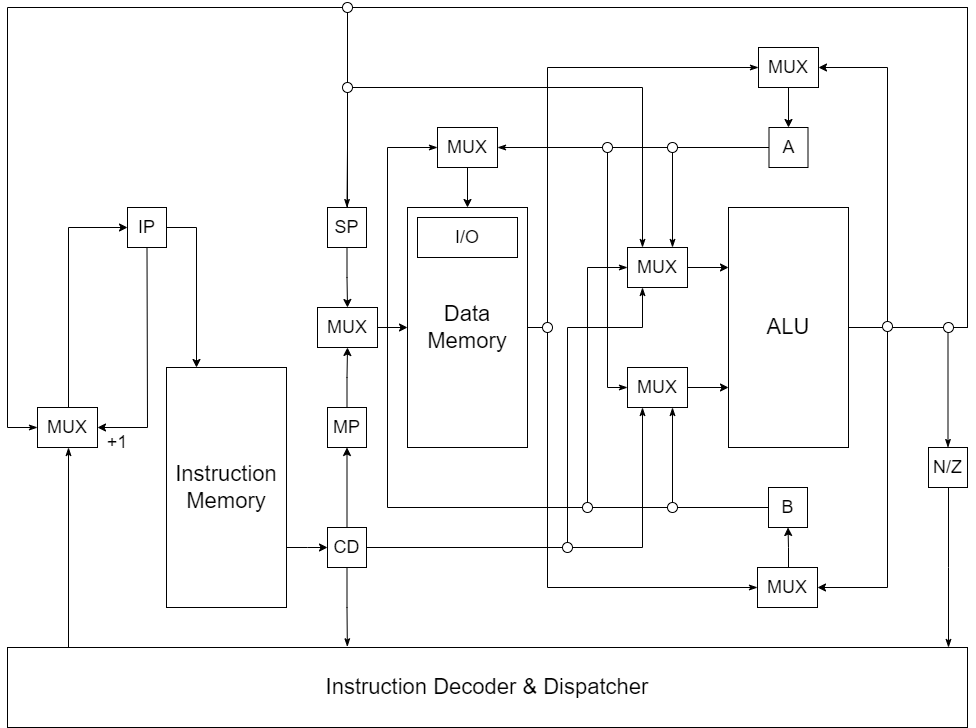 MUX
MUX
A
IP
SP
I/O
MUX
MUX
Data
Memory
ALU
MUX
MUX
+1
MP
Instruction
Memory
N/Z
B
CD
MUX
Instruction Decoder & Dispatcher